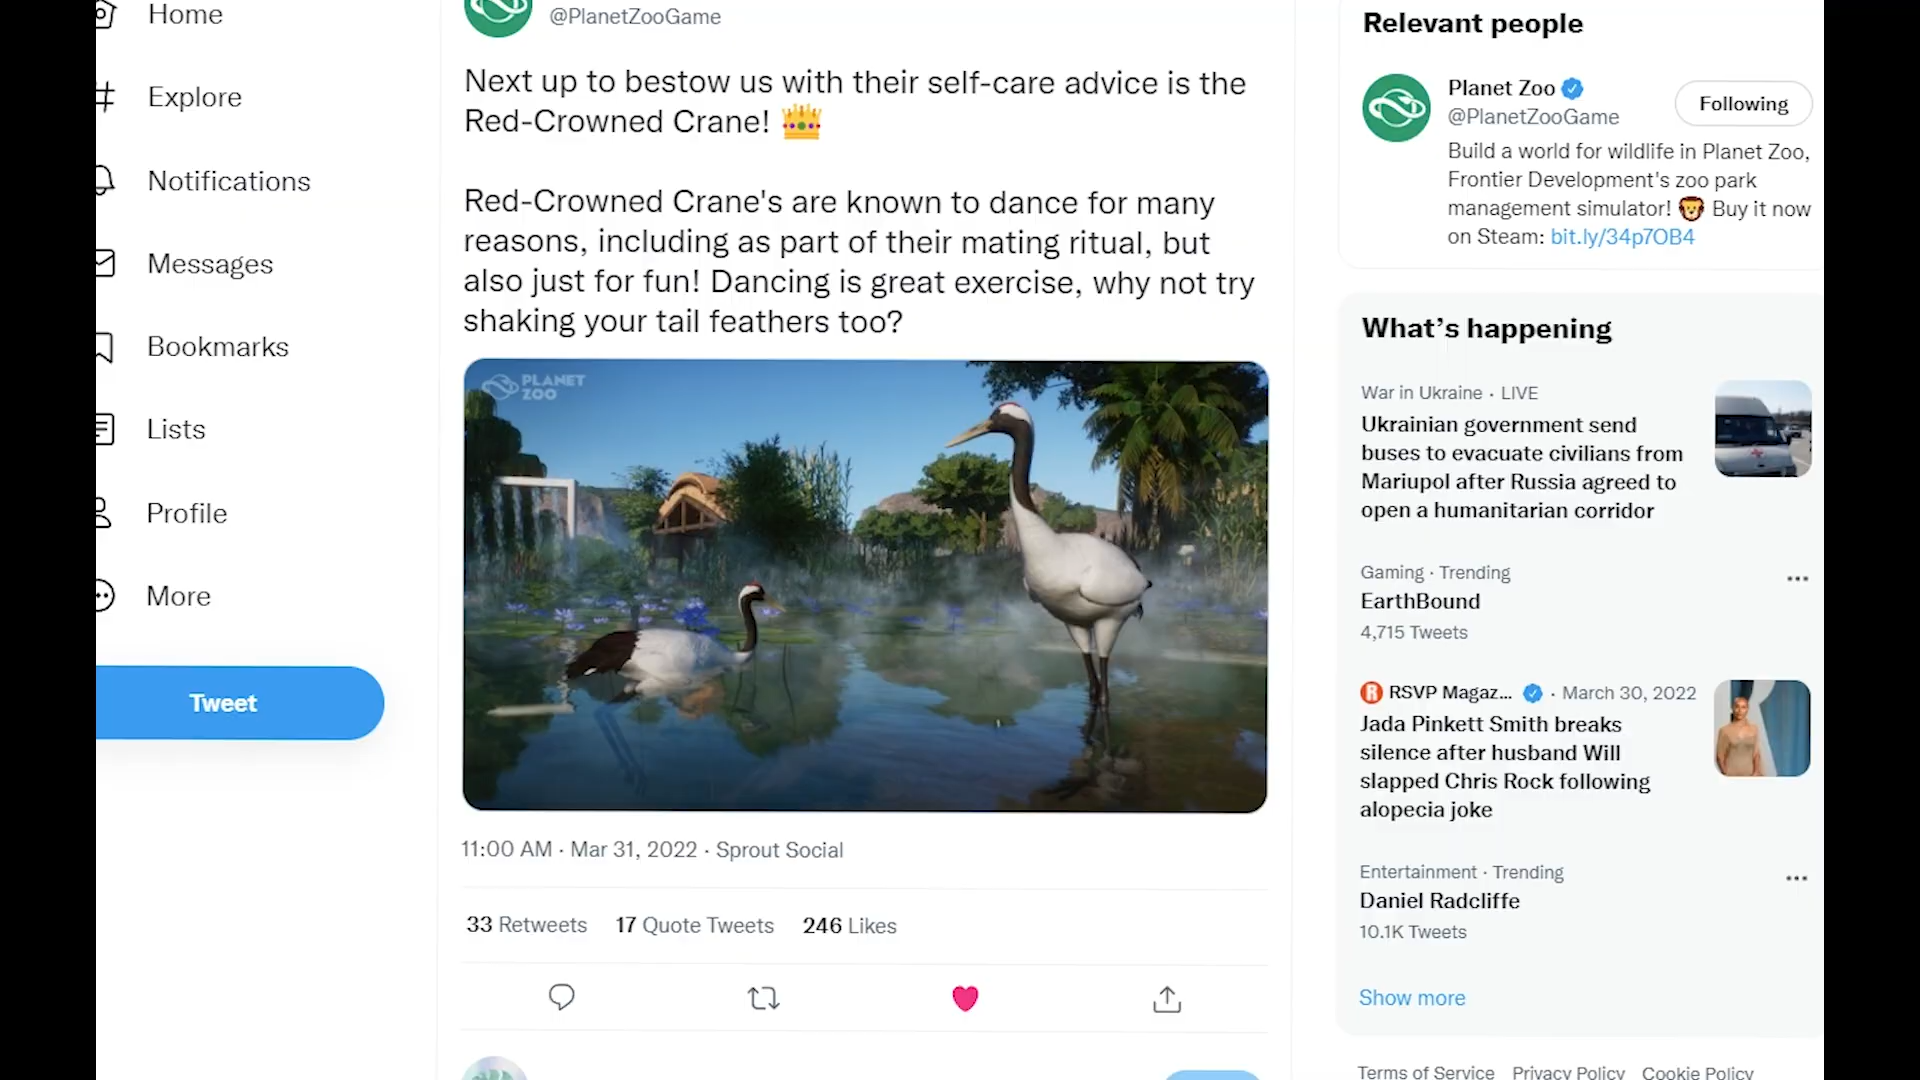 Home
Explore
Notifications
Messages
Bookmarks
Lists
Profile
More
Tweet
@PlanetZooGame
Next up to bestow us with their self-care advice is the
Red-Crowned Crane! 👑
Red-Crowned Crane's are known to dance for many
reasons, including as part of their mating ritual, but
also just for fun! Dancing is great exercise, why not try
shaking your tail feathers too?
PLANET
ZOO
11:00 AM · Mar 31, 2022 · Sprout Social
33 Retweets 17 Quote Tweets 246 Likes
Relevant people
Planet Zoo
@PlanetZooGame
Following
Build a world for wildlife in Planet Zoo,
Frontier Development's zoo park
management simulator! 🦁 Buy it now
on Steam: bit.ly/34p7OB4
What's happening
War in Ukraine · LIVE
Ukrainian government send
buses to evacuate civilians from
Mariupol after Russia agreed to
open a humanitarian corridor
Gaming · Trending
EarthBound
4,715 Tweets
RSVP Magaz... · March 30, 2022
Jada Pinkett Smith breaks
silence after husband Will
slapped Chris Rock following
alopecia joke
Entertainment · Trending
Daniel Radcliffe
10.1K Tweets
Show more
Terms of Service Privacy Policy Cookie Policy